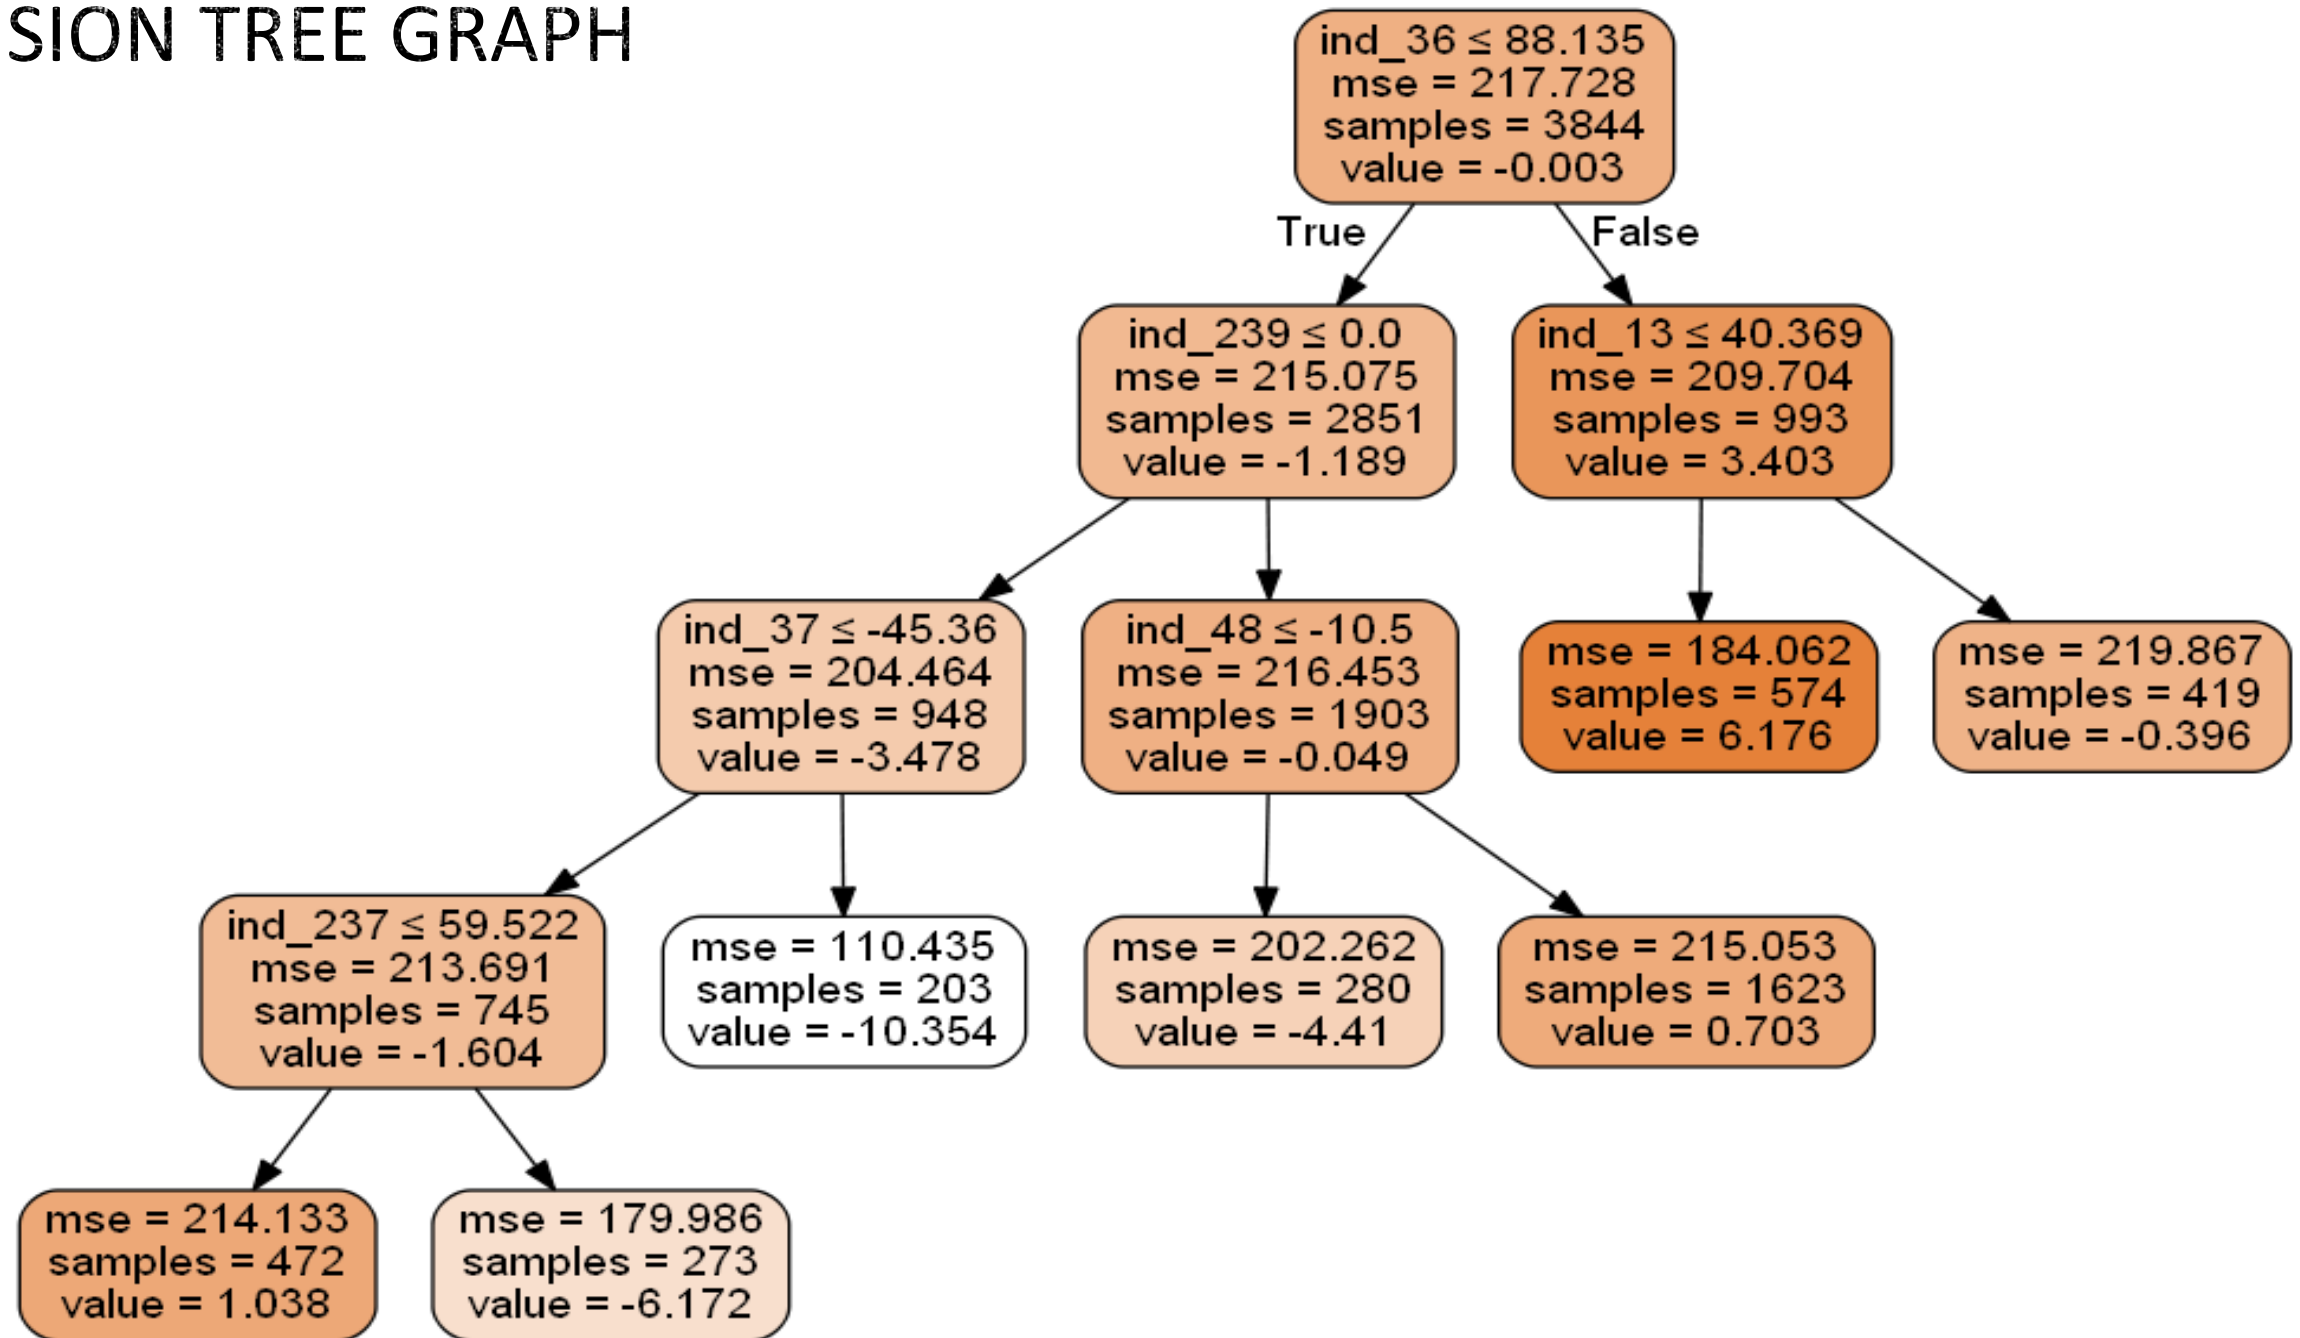 SION TREE GRAPH
ind_36 ≤ 88.135
mse = 217.728
samples = 3844
value = -0.003
True
False
ind_239 ≤ 0.0
mse = 215.075
samples = 2851
value = -1.189
ind_13 ≤ 40.369
mse = 209.704
samples = 993
value = 3.403
ind_37 ≤ -45.36
mse = 204.464
samples = 948
value = -3.478
ind_48 ≤ -10.5
mse = 216.453
samples = 1903
value = -0.049
mse = 184.062
samples = 574
value = 6.176
mse = 219.867
samples = 419
value = -0.396
ind_237 ≤ 59.522
mse = 213.691
samples = 745
value = -1.604
mse = 110.435
samples = 203
value = -10.354
mse = 202.262
samples = 280
value = -4.41
mse = 215.053
samples = 1623
value = 0.703
mse = 214.133
samples = 472
value = 1.038
mse = 179.986
samples = 273
value = -6.172